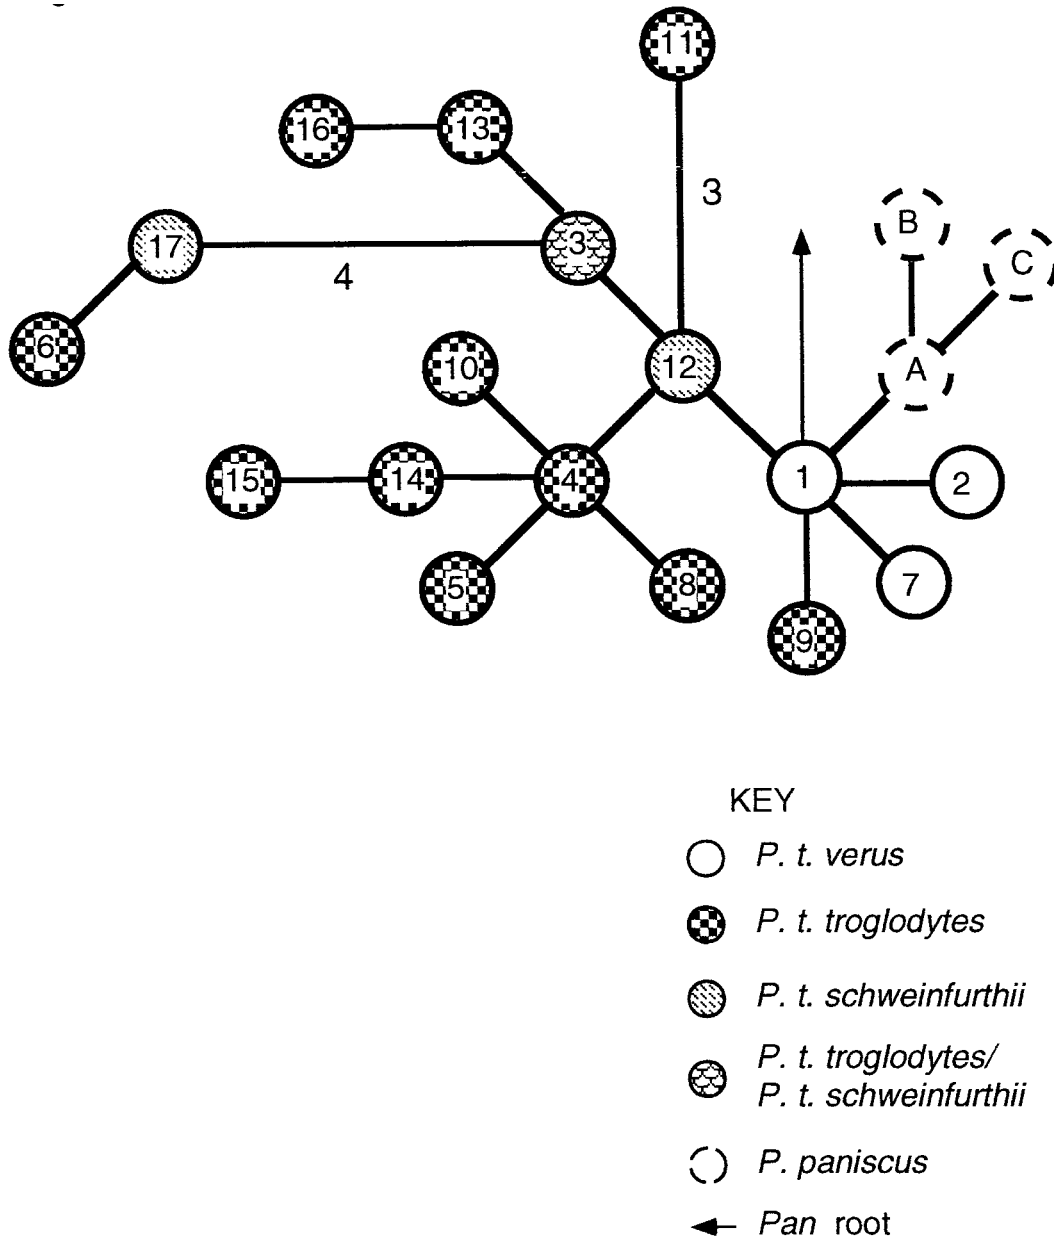 11
16
13
3
B
17
3
C
4
6
10
12
A
15
14
4
1
2
5
8
7
9
KEY
P. t. verus
P. t. troglodytes
P. t. schweinfurthii
P. t. troglodytes/
P. t. schweinfurthii
P. paniscus
Pan root